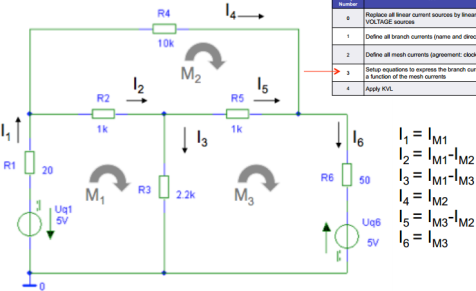 Number
0 Replace all linear current sources by linear
VOLTAGE sources
1 Define all branch currents (name and direc
2 Define all mesh currents (agreement: clock
3 Setup equations to express the branch cur
a function of the mesh currents
4 Apply KVL
I4
R4
10k
M2
I2
I5
R2
R5
1k
1k
I1
I3
I6
R1
20
M1
R3
2.2k
M3
R6
50
Uq1
5V
Uq6
5V
0
I1 = IM1
I2 = IM1-IM2
I3 = IM1-IM3
I4 = IM2
I5 = IM3-IM2
I6 = IM3